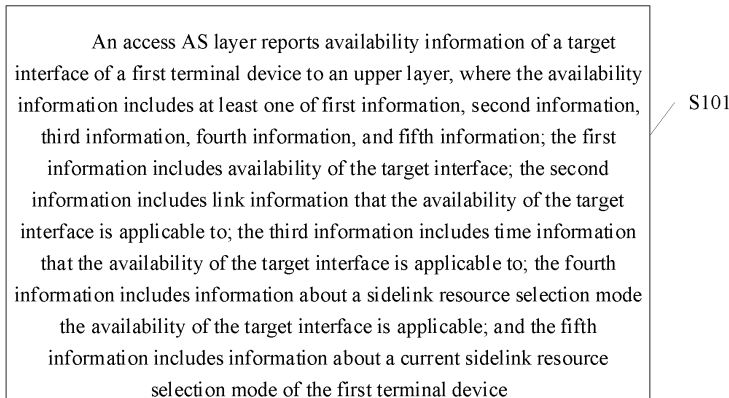 An access AS layer reports availability information of a target
interface of a first terminal device to an upper layer, where the availability
information includes at least one of first information, second information,
third information, fourth information, and fifth information; the first
information includes availability of the target interface; the second
information includes link information that the availability of the target
interface is applicable to; the third information includes time information
that the availability of the target interface is applicable to; the fourth
information includes information about a sidelink resource selection mode
the availability of the target interface is applicable; and the fifth
information includes information about a current sidelink resource
selection mode of the first terminal device
S101